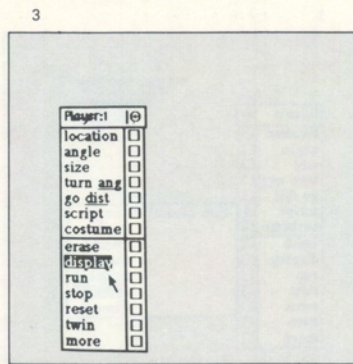 3
Player:1
location
angle
size
turn ang
go dist
script
costume
erase
display
run
stop
reset
twin
more